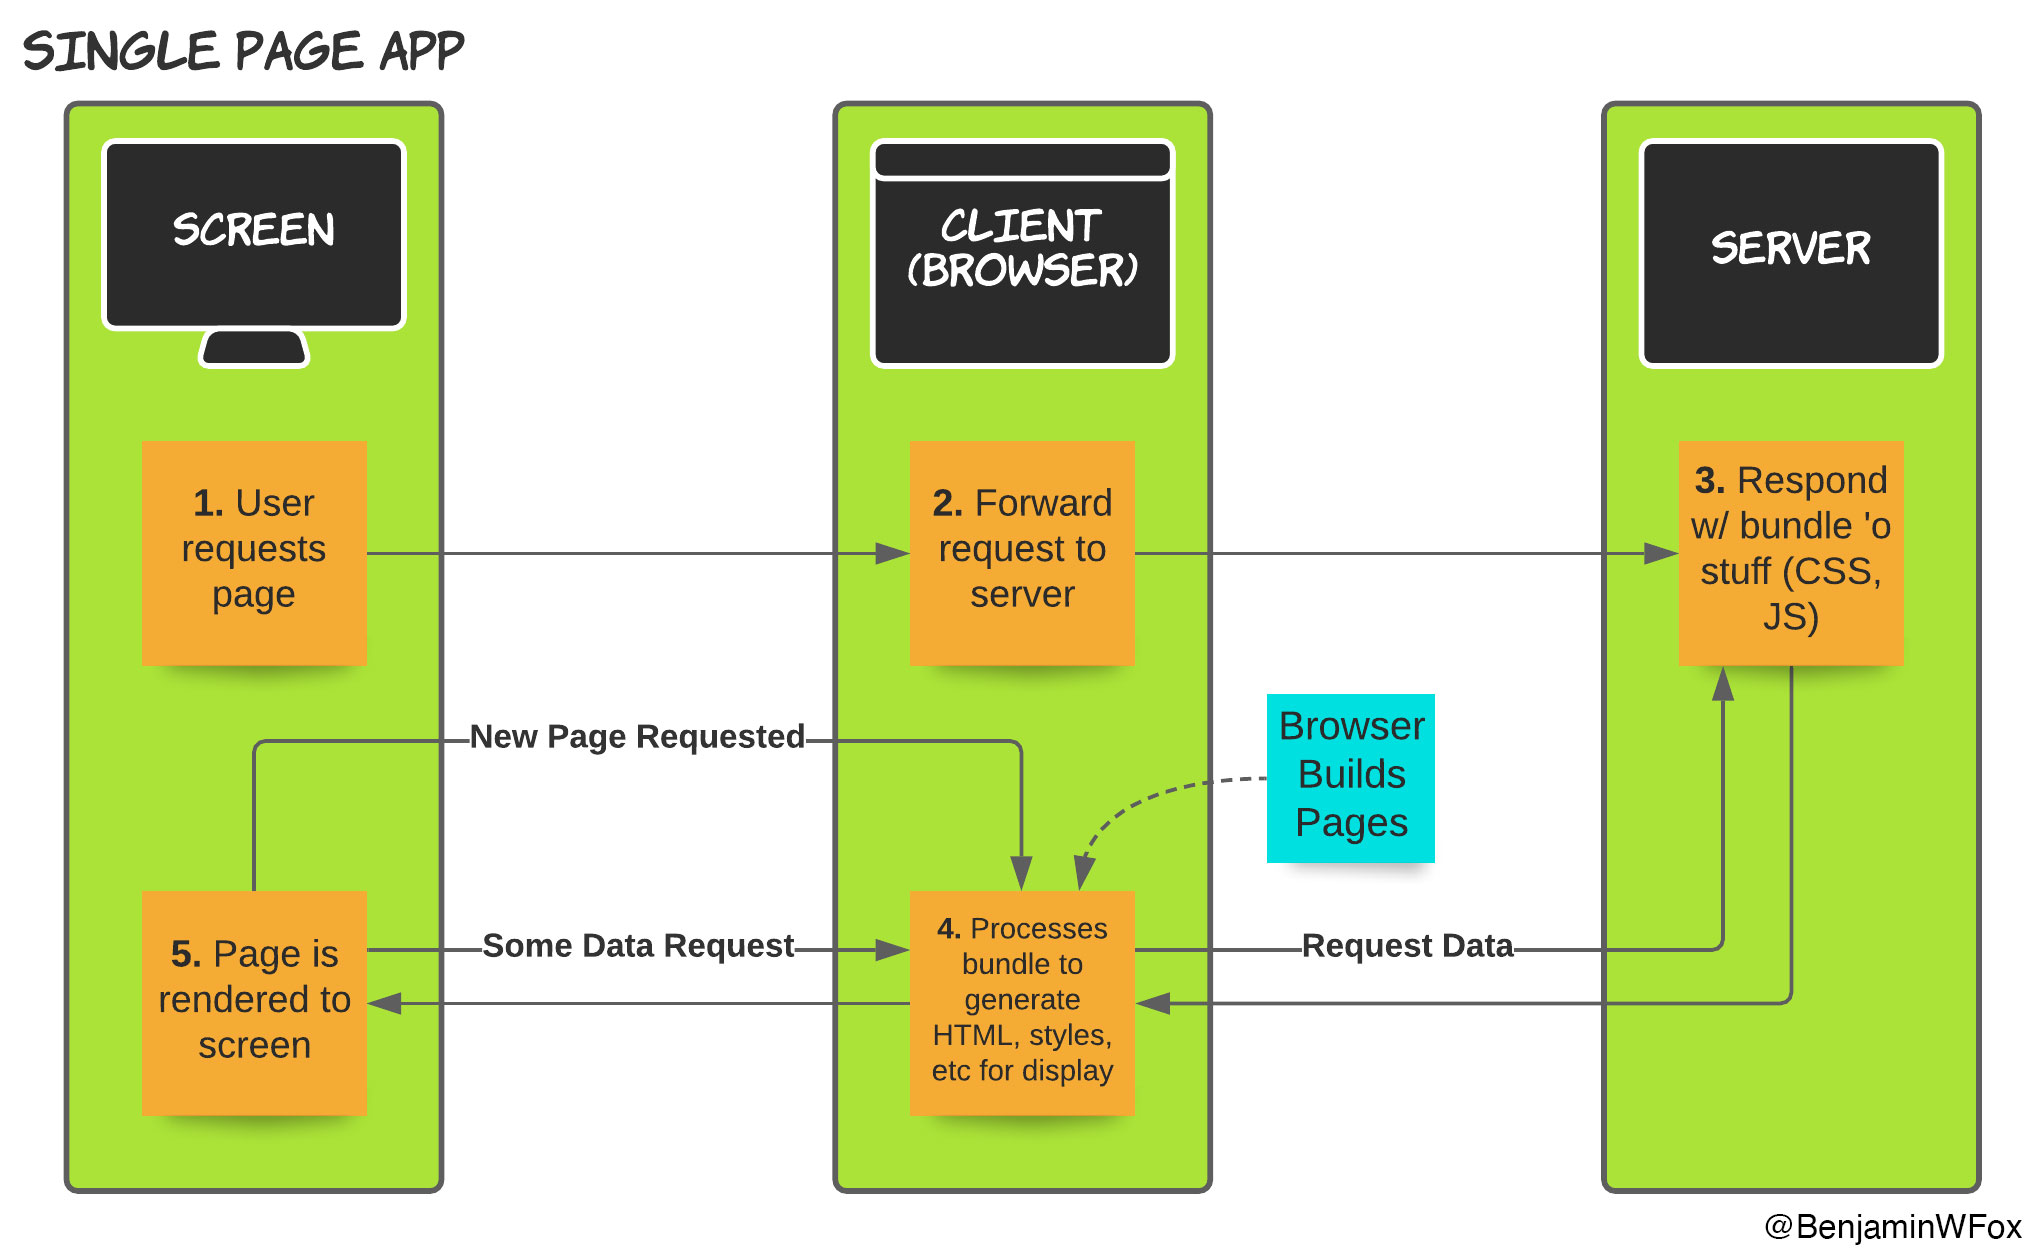 SINGLE PAGE APP
SCREEN
CLIENT
(BROWSER)
SERVER
1. User
requests
page
2. Forward
request to
server
3. Respond
w/ bundle 'o
stuff (CSS,
JS)
New Page Requested
Browser
Builds
Pages
5. Page is
rendered to
screen
Some Data Request
4. Processes
bundle to
generate
HTML, styles,
etc for display
Request Data
@BenjaminWFox